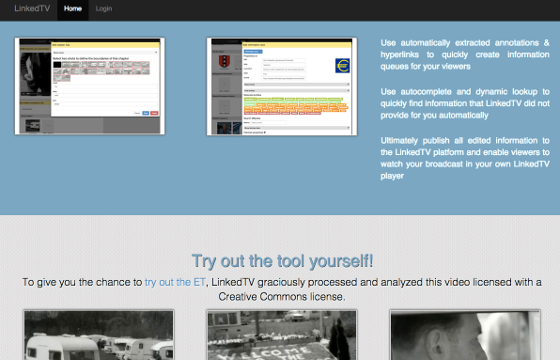 LinkedTV Home Login
Use automatically extracted annotations &
hyperlinks to quickly create information
queues for your viewers
Use autocomplete and dynamic lookup to
quickly find information that LinkedTV did not
provide for you automatically
Ultimately publish all edited information to
the LinkedTV platform and enable viewers to
watch your broadcast in your own LinkedTV
player
Try out the tool yourself!
To give you the chance to try out the ET, LinkedTV graciously processed and analyzed this video licensed with a
Creative Commons license.
WELCOME